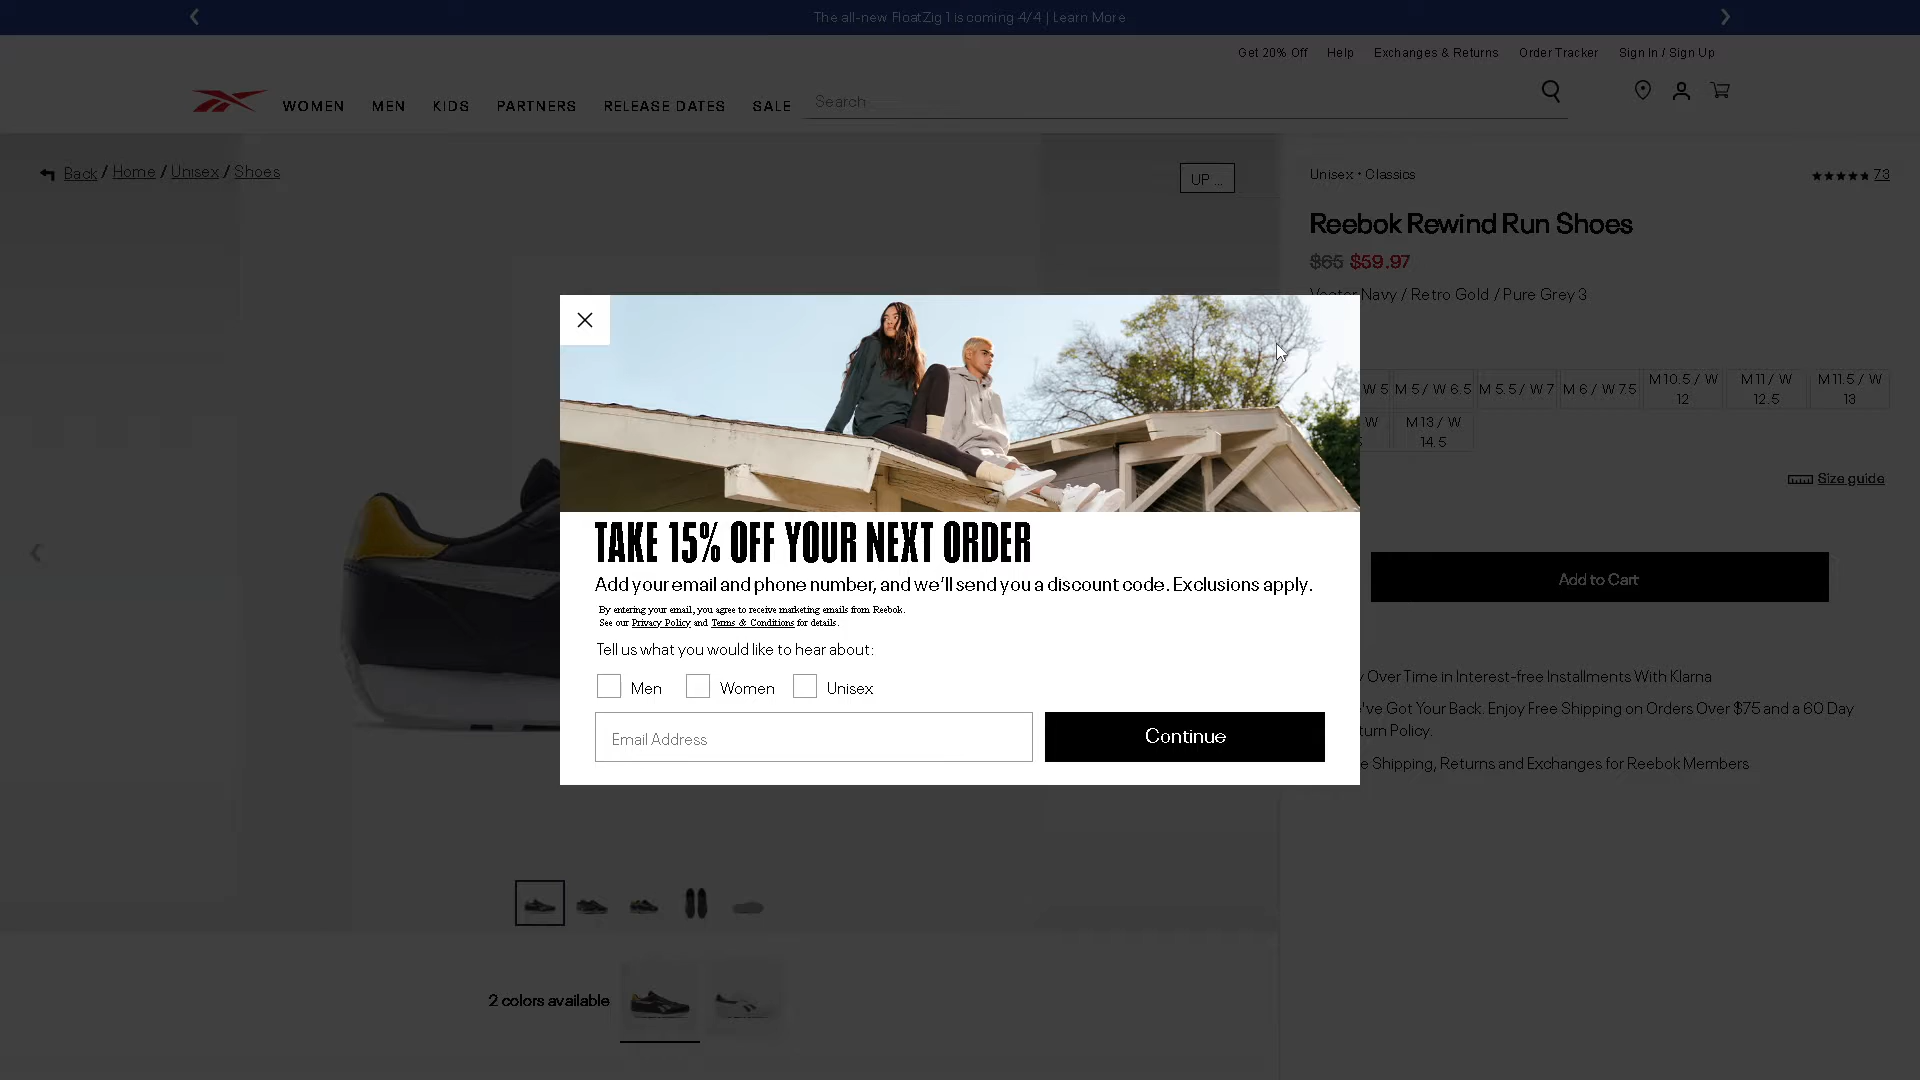 The all-new FloatZig 1 is coming 4/4 | Learn More
Get 20% Off Help Exchanges & Returns Order Tracker Sign In / Sign Up
WOMEN MEN KIDS PARTNERS RELEASE DATES SALE Search
Back / Home / Unisex / Shoes
UP ...
Unisex • Classics
73
Reebok Rewind Run Shoes
$65 $59.97
Vector Navy / Retro Gold / Pure Grey 3
W 5 M 5 / W 6.5 M 5.5 / W 7 M 6 / W 7.5 M 10.5 / W 12 M 11 / W 12.5 M 11.5 / W 13
W M 13 / W 14.5
Size guide
Add to Cart
Over Time in Interest-free Installments With Klarna
've Got Your Back. Enjoy Free Shipping on Orders Over $75 and a 60 Day
turn Policy.
e Shipping, Returns and Exchanges for Reebok Members
TAKE 15% OFF YOUR NEXT ORDER
Add your email and phone number, and we'll send you a discount code. Exclusions apply.
By entering your email, you agree to receive marketing emails from Reebok.
See our Privacy Policy and Terms & Conditions for details.
Tell us what you would like to hear about:
Men Women Unisex
Email Address Continue
2 colors available